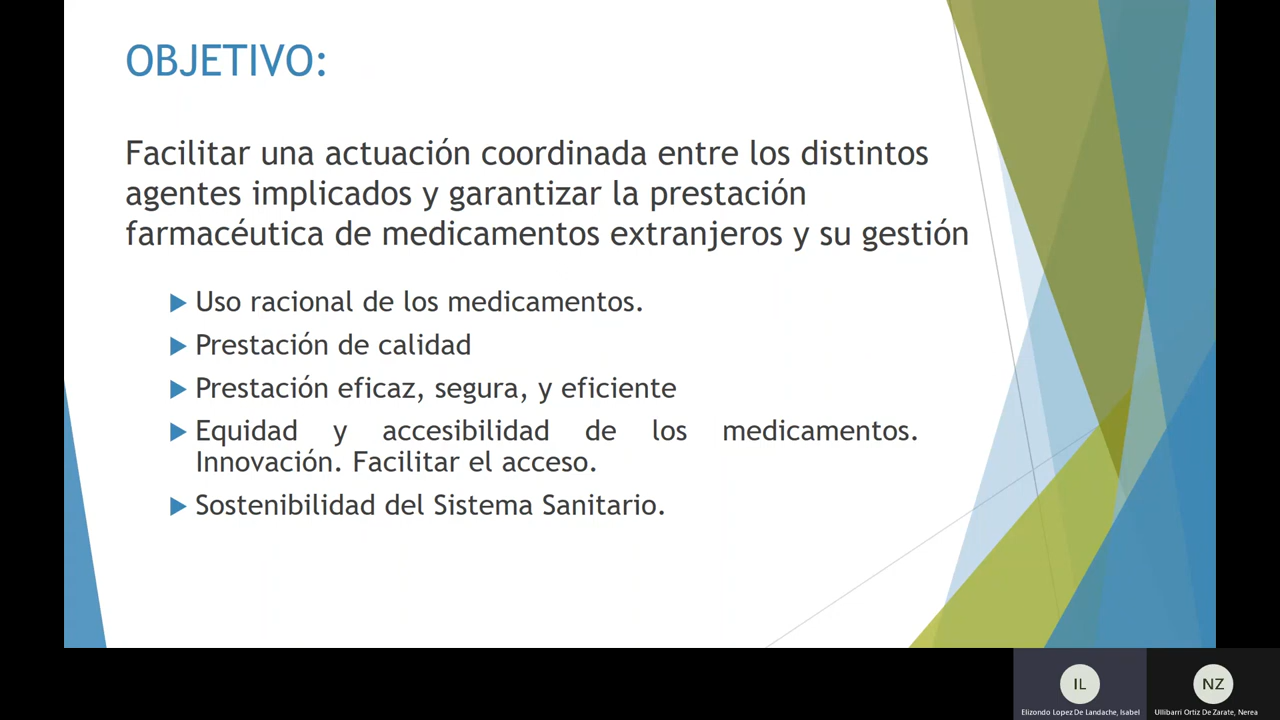 OBJETIVO:
Facilitar una actuación coordinada entre los distintos
agentes implicados y garantizar la prestación
farmacéutica de medicamentos extranjeros y su gestión
Uso racional de los medicamentos.
Prestación de calidad
Prestación eficaz, segura, y eficiente
Equidad y accesibilidad de los medicamentos.
Innovación. Facilitar el acceso.
Sostenibilidad del Sistema Sanitario.
IL
Elizondo Lopez De Landache, Isabel
NZ
Ullibarri Ortiz De Zarate, Nerea